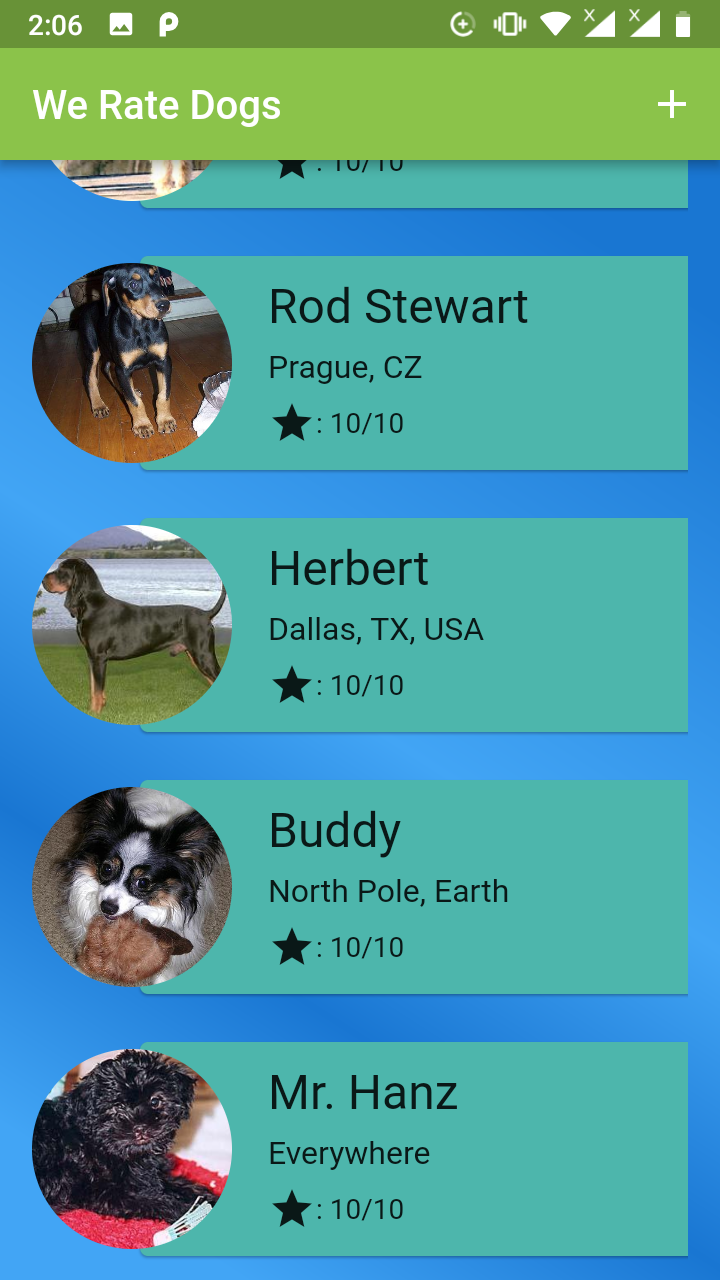 2:06
We Rate Dogs
: 10/10
Rod Stewart
Prague, CZ
: 10/10
Herbert
Dallas, TX, USA
: 10/10
Buddy
North Pole, Earth
: 10/10
Mr. Hanz
Everywhere
: 10/10